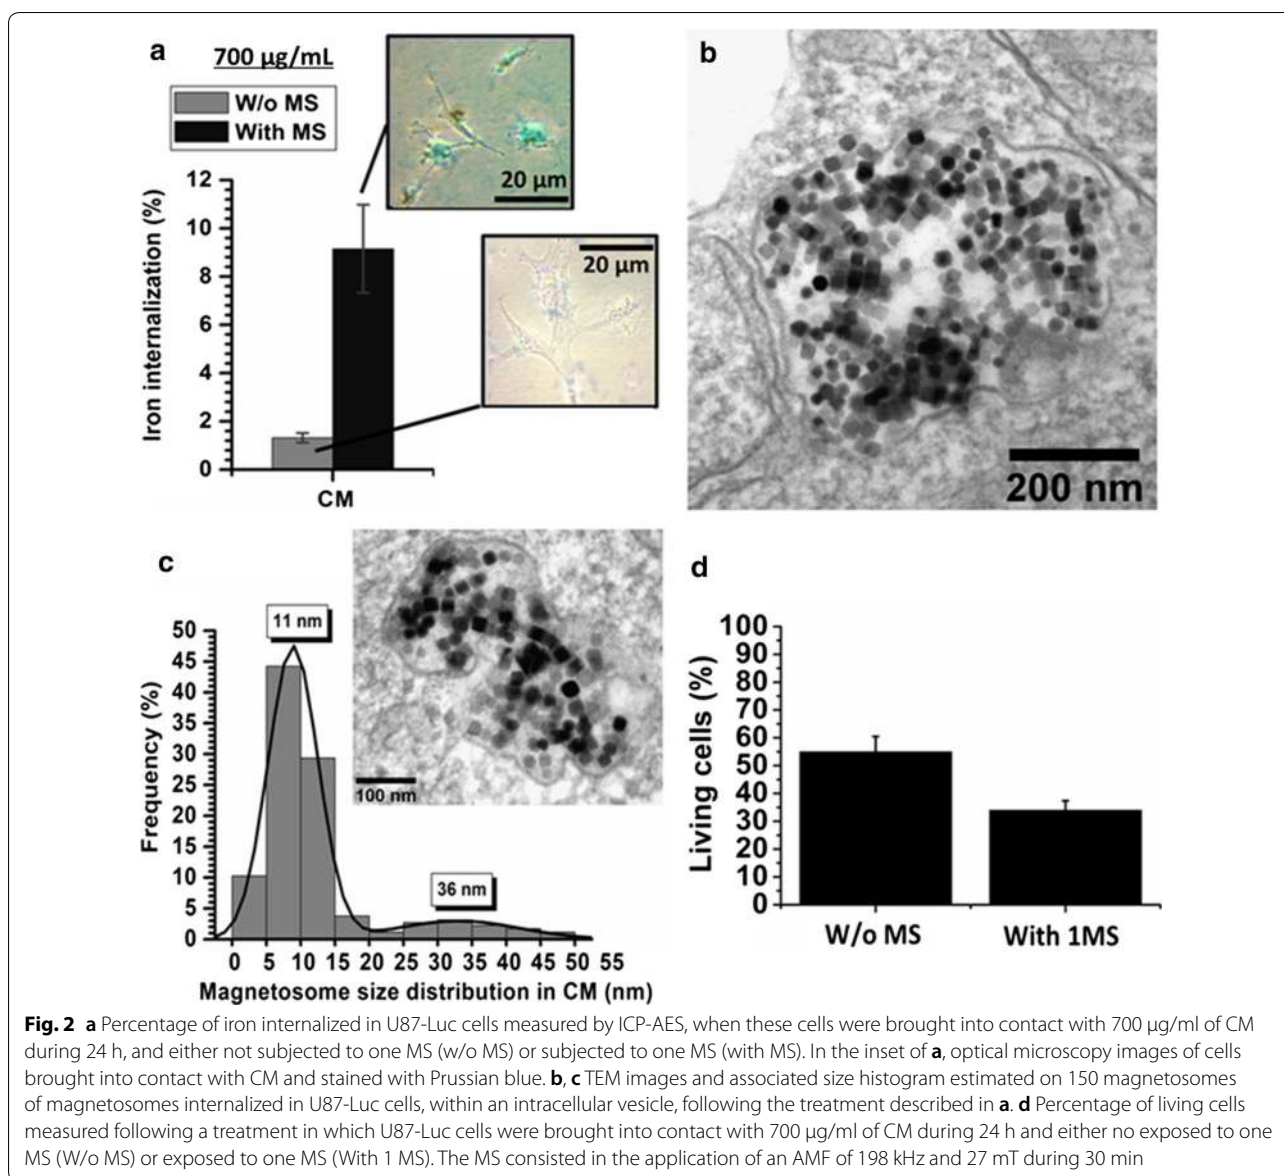 a
700 µg/mL
W/o MS
With MS
20 µm
20 µm
Iron internalization (%)
12
10
8
6
4
2
0
CM
b
200 nm
c
11 nm
36 nm
100 nm
Frequency (%)
50
45
40
35
30
25
20
15
10
5
0
0 5 10 15 20 25 30 35 40 45 50 55
Magnetosome size distribution in CM (nm)
d
Living cells (%)
100
90
80
70
60
50
40
30
20
10
0
W/o MS With 1MS
Fig. 2 a Percentage of iron internalized in U87-Luc cells measured by ICP-AES, when these cells were brought into contact with 700 µg/ml of CM
during 24 h, and either not subjected to one MS (w/o MS) or subjected to one MS (with MS). In the inset of a, optical microscopy images of cells
brought into contact with CM and stained with Prussian blue. b, c TEM images and associated size histogram estimated on 150 magnetosomes
of magnetosomes internalized in U87-Luc cells, within an intracellular vesicle, following the treatment described in a. d Percentage of living cells
measured following a treatment in which U87-Luc cells were brought into contact with 700 µg/ml of CM during 24 h and either no exposed to one
MS (W/o MS) or exposed to one MS (With 1 MS). The MS consisted in the application of an AMF of 198 kHz and 27 mT during 30 min